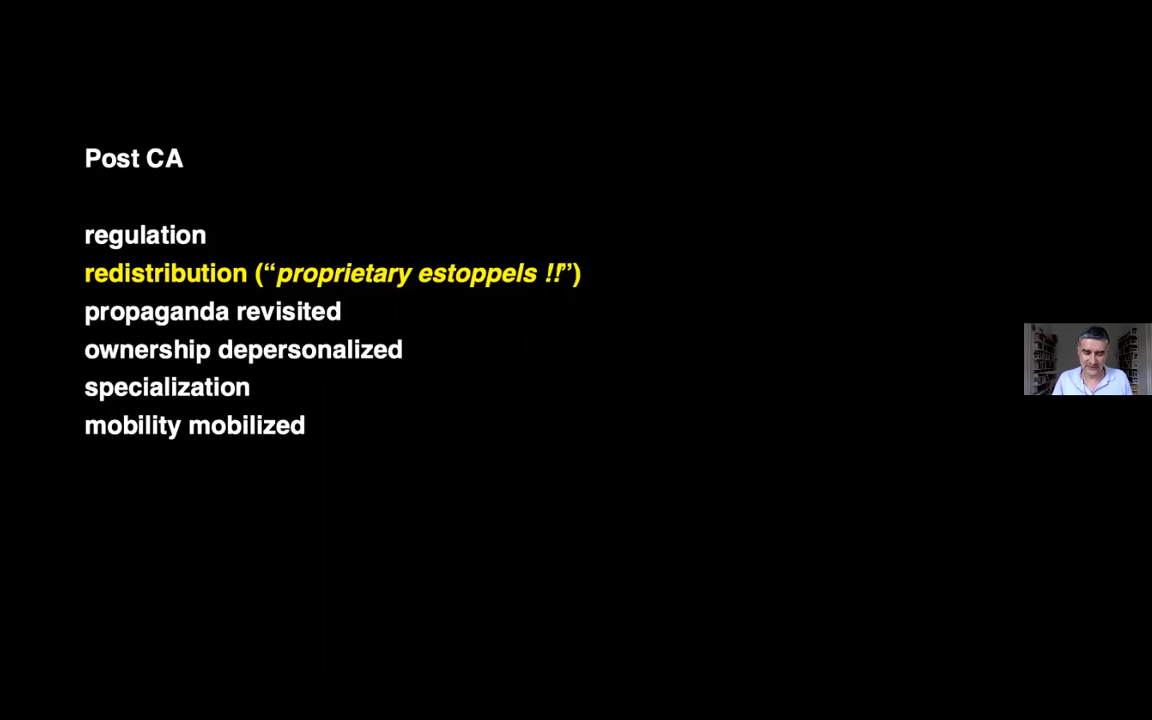 Post CA
regulation
redistribution (“proprietary estoppels !!”)
propaganda revisited
ownership depersonalized
specialization
mobility mobilized